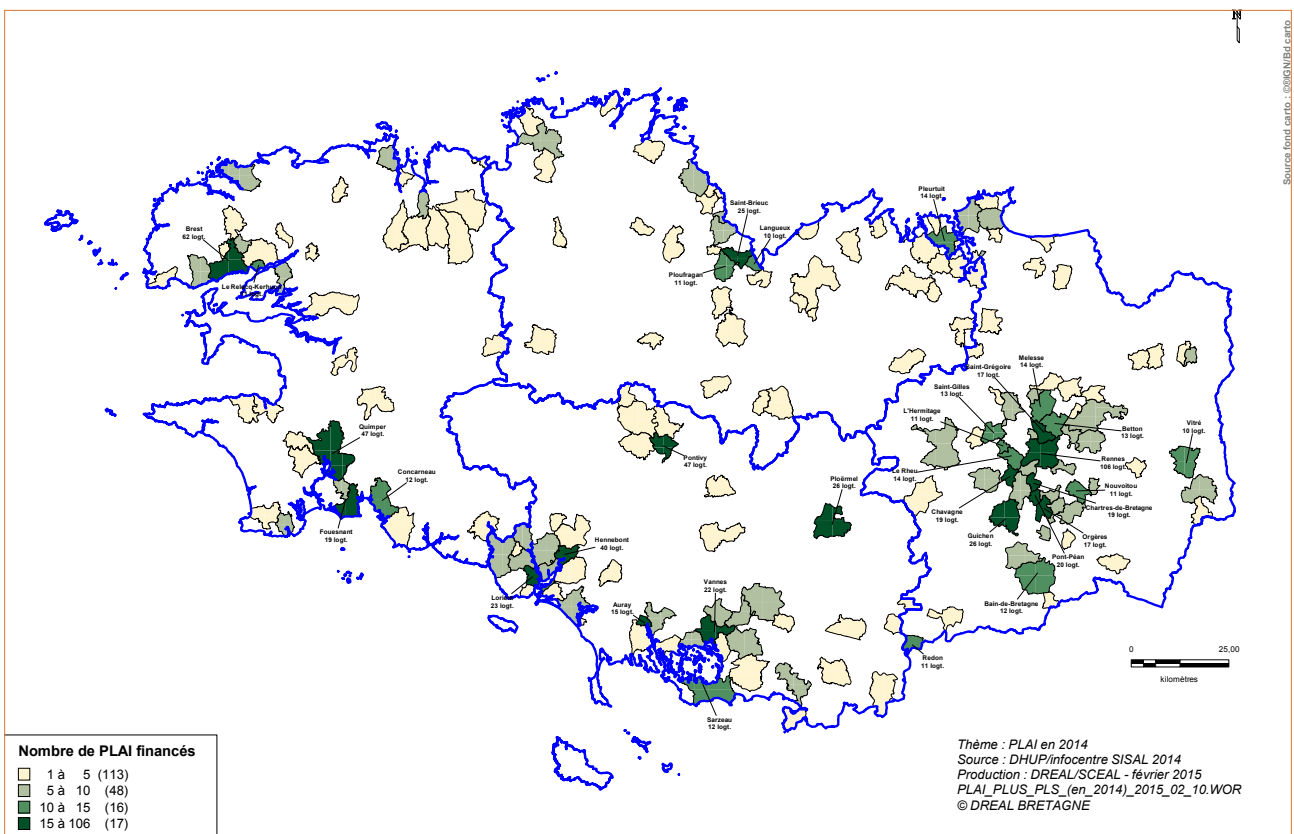 N
Source fond carto : ©@IGN/Bd carto
Pleurtuit
14 logt.
Saint-Brieuc
25 logt.
Langueux
10 logt.
Brest
62 logt.
Ploufragan
11 logt.
Le Relecq-Kerhuon
Melesse
14 logt.
Saint-Grégoire
17 logt.
Saint-Gilles
13 logt.
L'Hermitage
11 logt.
Betton
13 logt.
Vitré
10 logt.
Quimper
47 logt.
Pontivy
47 logt.
Rennes
106 logt.
Le Rheu
14 logt.
Ploërmel
26 logt.
Concarneau
12 logt.
Nouvoitou
11 logt.
Chartres-de-Bretagne
19 logt.
Chavagne
19 logt.
Fouesnant
19 logt.
Guichen
26 logt.
Orgères
17 logt.
Hennebont
40 logt.
Pont-Péan
20 logt.
Vannes
22 logt.
Lorient
23 logt.
Auray
15 logt.
Bain-de-Bretagne
12 logt.
Redon
11 logt.
Sarzeau
12 logt.
0 25,00
kilomètres
Nombre de PLAI financés
1 à 5 (113)
5 à 10 (48)
10 à 15 (16)
15 à 106 (17)
Thème : PLAI en 2014
Source : DHUP/infocentre SISAL 2014
Production : DREAL/SCEAL - février 2015
PLAI_PLUS_PLS_(en_2014)_2015_02_10.WOR
© DREAL BRETAGNE